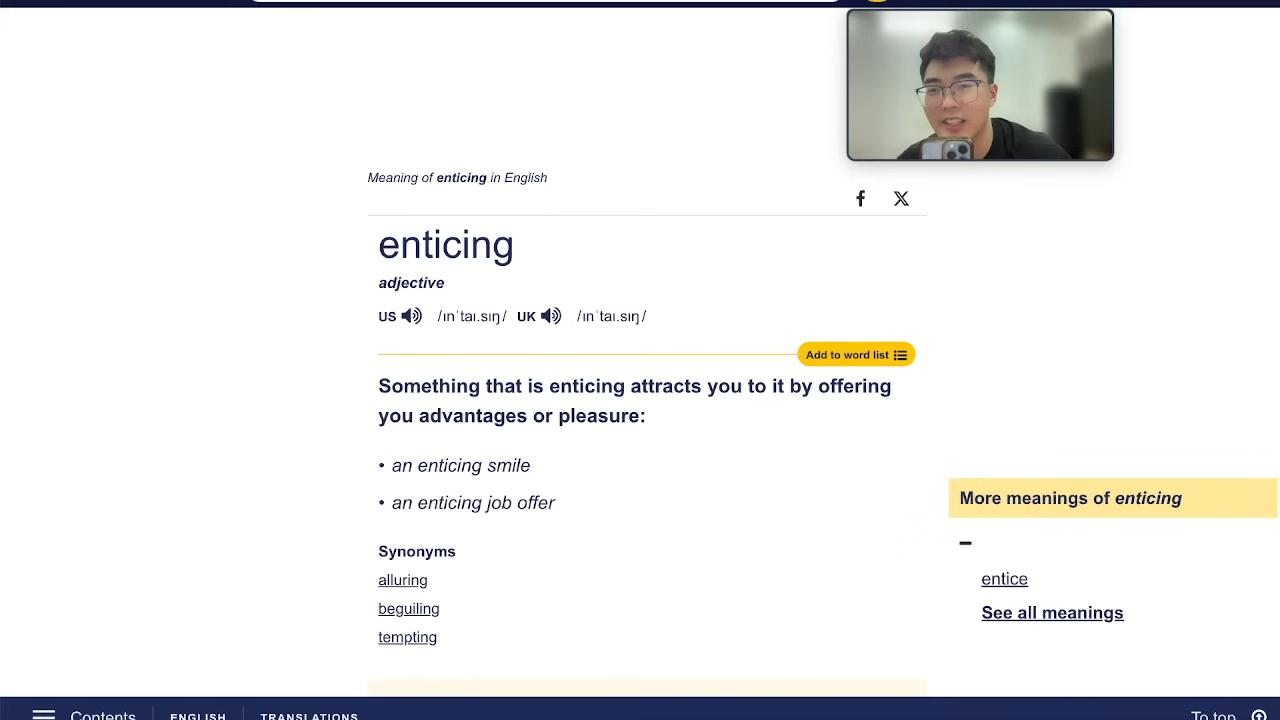 Meaning of enticing in English
enticing
adjective
US /ɪnˈtaɪ.sɪŋ/ UK /ɪnˈtaɪ.sɪŋ/
Add to word list
Something that is enticing attracts you to it by offering
you advantages or pleasure:
• an enticing smile
• an enticing job offer
Synonyms
alluring
beguiling
tempting
More meanings of enticing
entice
See all meanings
Contents ENGLISH TRANSLATIONS To top